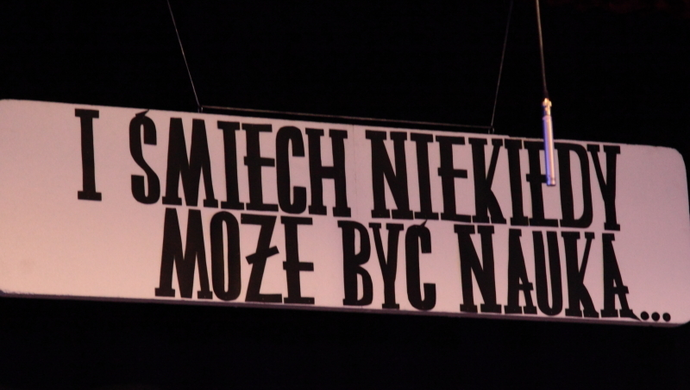 I ŚMIECH NIEKIEDY
MOŻE BYĆ NAUKĄ...